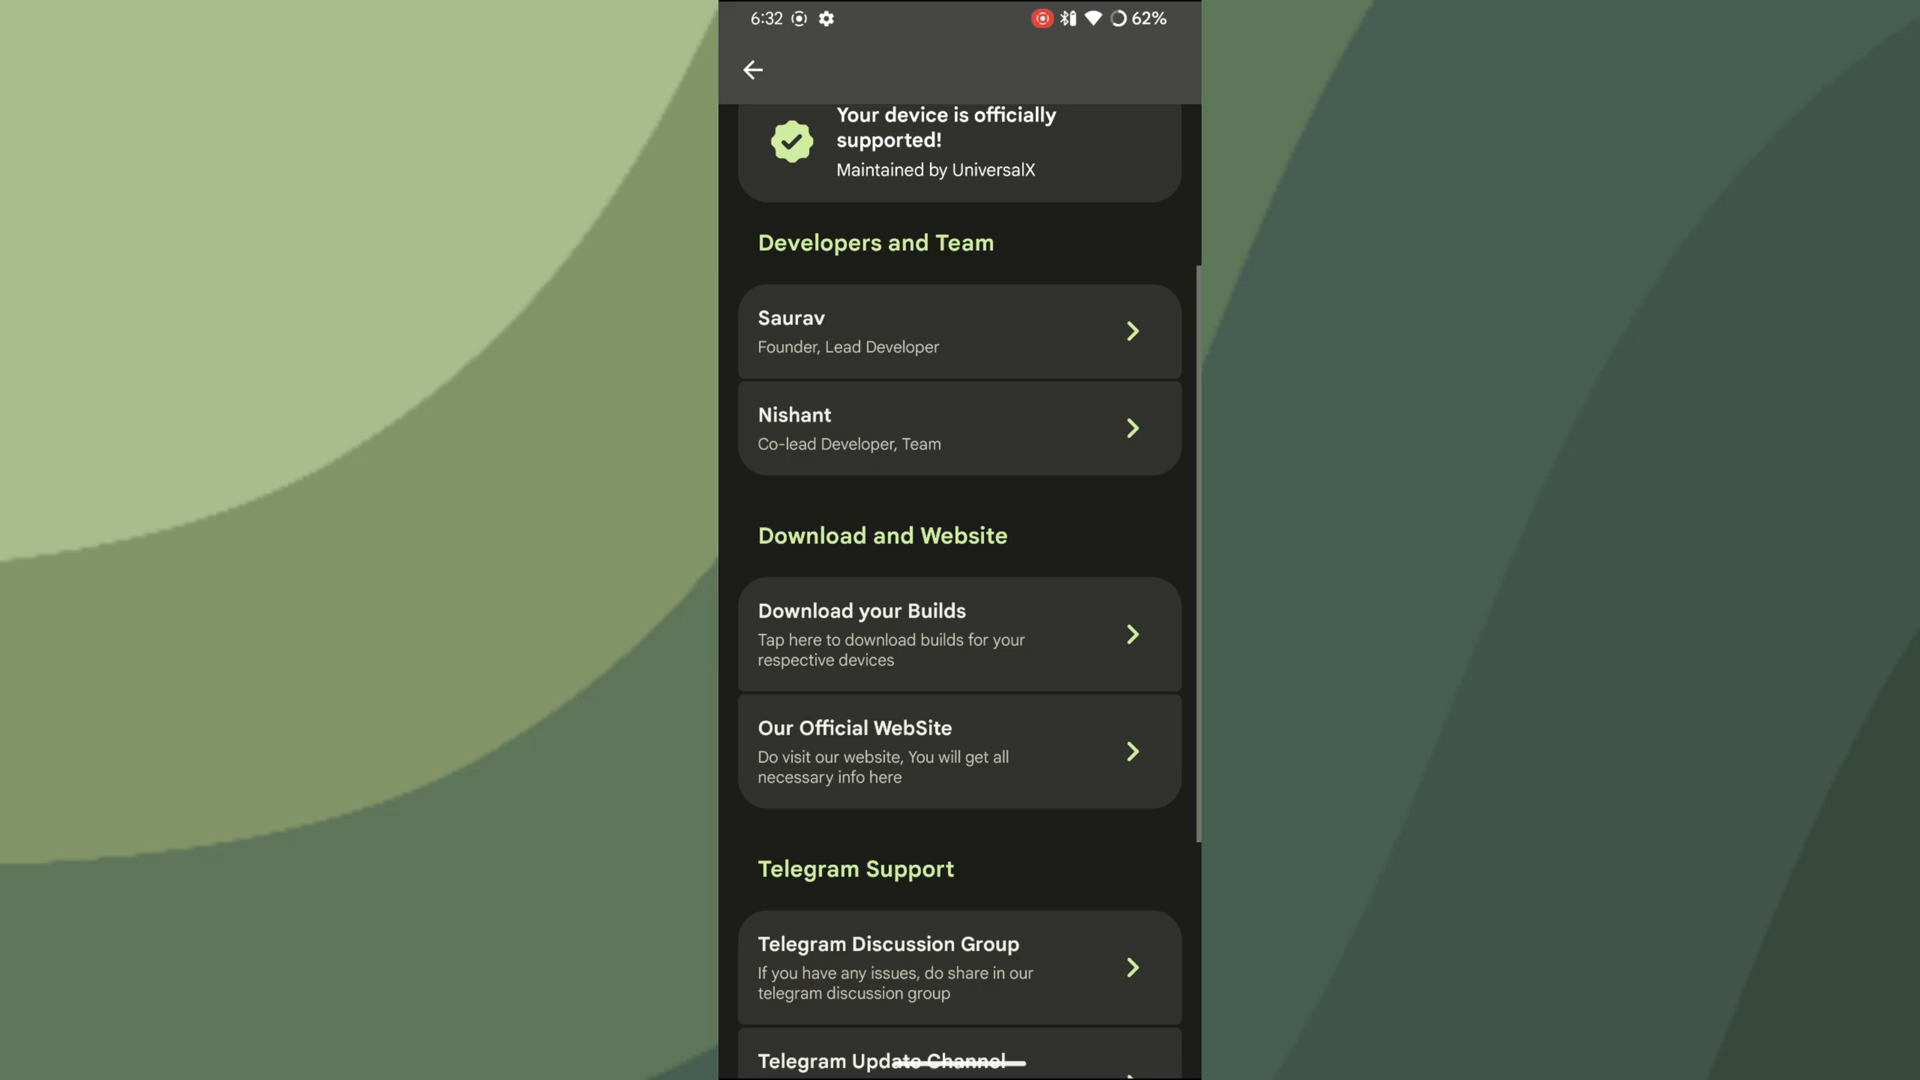 6:32
62%
Your device is officially
supported!
Maintained by UniversalX
Developers and Team
Saurav
Founder, Lead Developer
Nishant
Co-lead Developer, Team
Download and Website
Download your Builds
Tap here to download builds for your
respective devices
Our Official WebSite
Do visit our website, You will get all
necessary info here
Telegram Support
Telegram Discussion Group
If you have any issues, do share in our
telegram discussion group
Telegram Update Channel